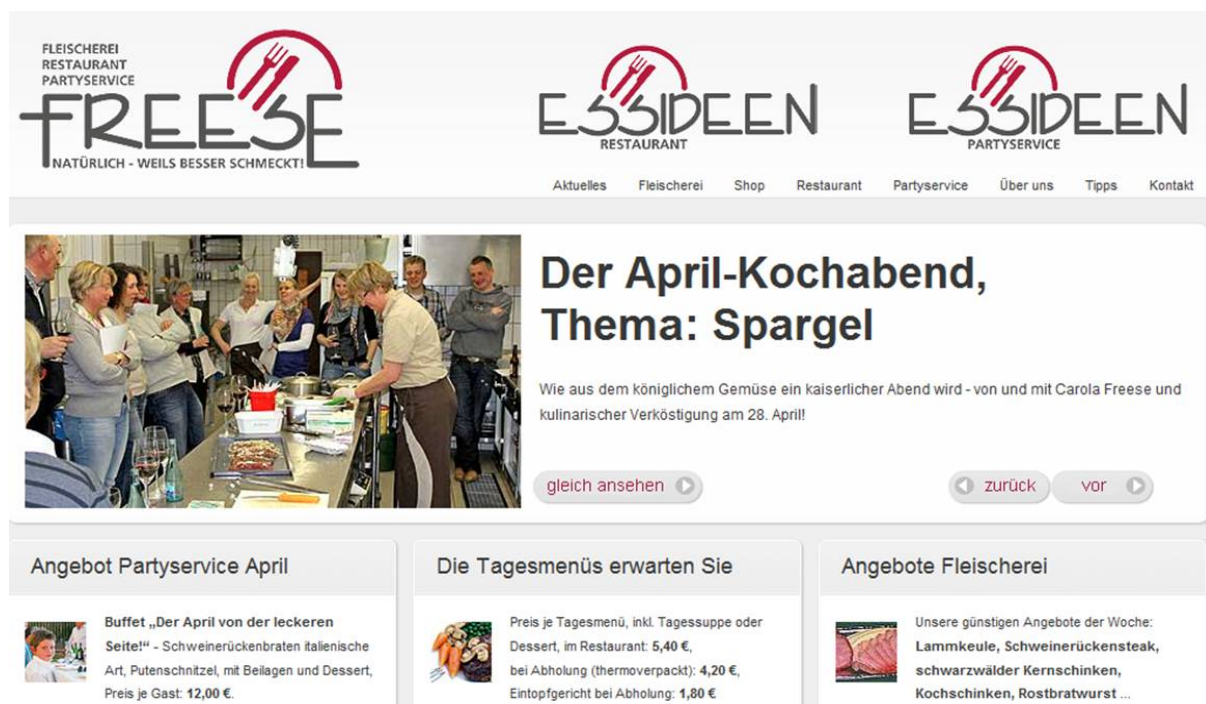 FLEISCHEREI
RESTAURANT
PARTYSERVICE
FREESE
NATÜRLICH - WEILS BESSER SCHMECKT!
ESSIDEEN
RESTAURANT
ESSIDEEN
PARTYSERVICE
Aktuelles Fleischerei Shop Restaurant Partyservice Über uns Tipps Kontakt
Der April-Kochabend,
Thema: Spargel
Wie aus dem königlichem Gemüse ein kaiserlicher Abend wird - von und mit Carola Freese und
kulinarischer Verköstigung am 28. April!
gleich ansehen
zurück
vor
Angebot Partyservice April
Buffet „Der April von der leckeren
Seite!“ - Schweinerückenbraten italienische
Art, Putenschnitzel, mit Beilagen und Dessert,
Preis je Gast: 12,00 €.
Die Tagesmenüs erwarten Sie
Preis je Tagesmenü, inkl. Tagessuppe oder
Dessert, im Restaurant: 5,40 €,
bei Abholung (thermoverpackt): 4,20 €,
Eintopfgericht bei Abholung: 1,80 €
Angebote Fleischerei
Unsere günstigen Angebote der Woche:
Lammkeule, Schweinerückensteak,
schwarzwälder Kernschinken,
Kochschinken, Rostbratwurst ...